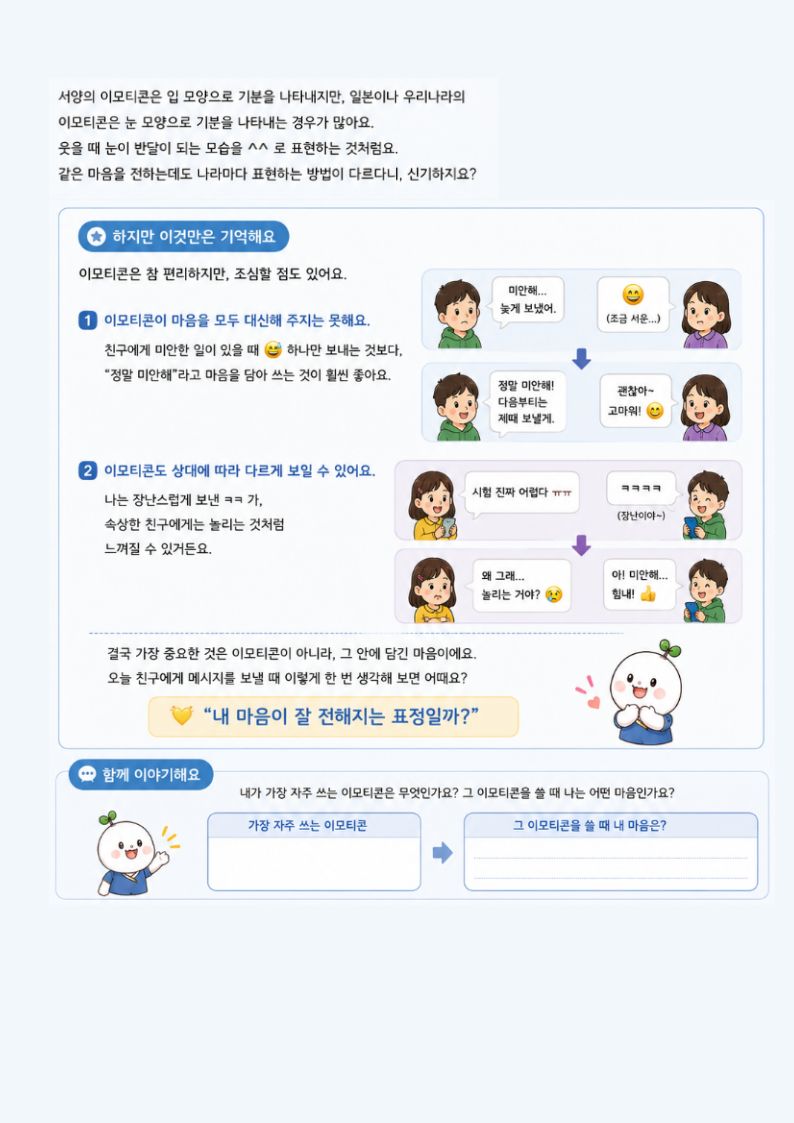 서양의 이모티콘은 입 모양으로 기분을 나타내지만, 일본이나 우리나라의
이모티콘은 눈 모양으로 기분을 나타내는 경우가 많아요.
웃을 때 눈이 반달이 되는 모습을 ^^ 로 표현하는 것처럼요.
같은 마음을 전하는데도 나라마다 표현하는 방법이 다르다니, 신기하지요?
하지만 이것만은 기억해요
이모티콘은 참 편리하지만, 조심할 점도 있어요.
1 이모티콘이 마음을 모두 대신해 주지는 못해요.
친구에게 미안한 일이 있을 때 😅 하나만 보내는 것보다,
“정말 미안해”라고 마음을 담아 쓰는 것이 훨씬 좋아요.
미안해...
늦게 보냈어.
😄
(조금 서운...)
정말 미안해!
다음부터는
제때 보낼게.
괜찮아~
고마워! 😊
2 이모티콘도 상대에 따라 다르게 보일 수 있어요.
나는 장난스럽게 보낸 ㅋㅋ 가,
속상한 친구에게는 놀리는 것처럼
느껴질 수 있거든요.
시험 진짜 어렵다 ㅠㅠ
ㅋㅋㅋㅋ
(장난이야~)
왜 그래...
놀리는 거야? 😢
아! 미안해...
힘내! 👍
결국 가장 중요한 것은 이모티콘이 아니라, 그 안에 담긴 마음이에요.
오늘 친구에게 메시지를 보낼 때 이렇게 한 번 생각해 보면 어때요?
💛 “내 마음이 잘 전해지는 표정일까?”
함께 이야기해요
내가 가장 자주 쓰는 이모티콘은 무엇인가요? 그 이모티콘을 쓸 때 나는 어떤 마음인가요?
가장 자주 쓰는 이모티콘
그 이모티콘을 쓸 때 내 마음은?